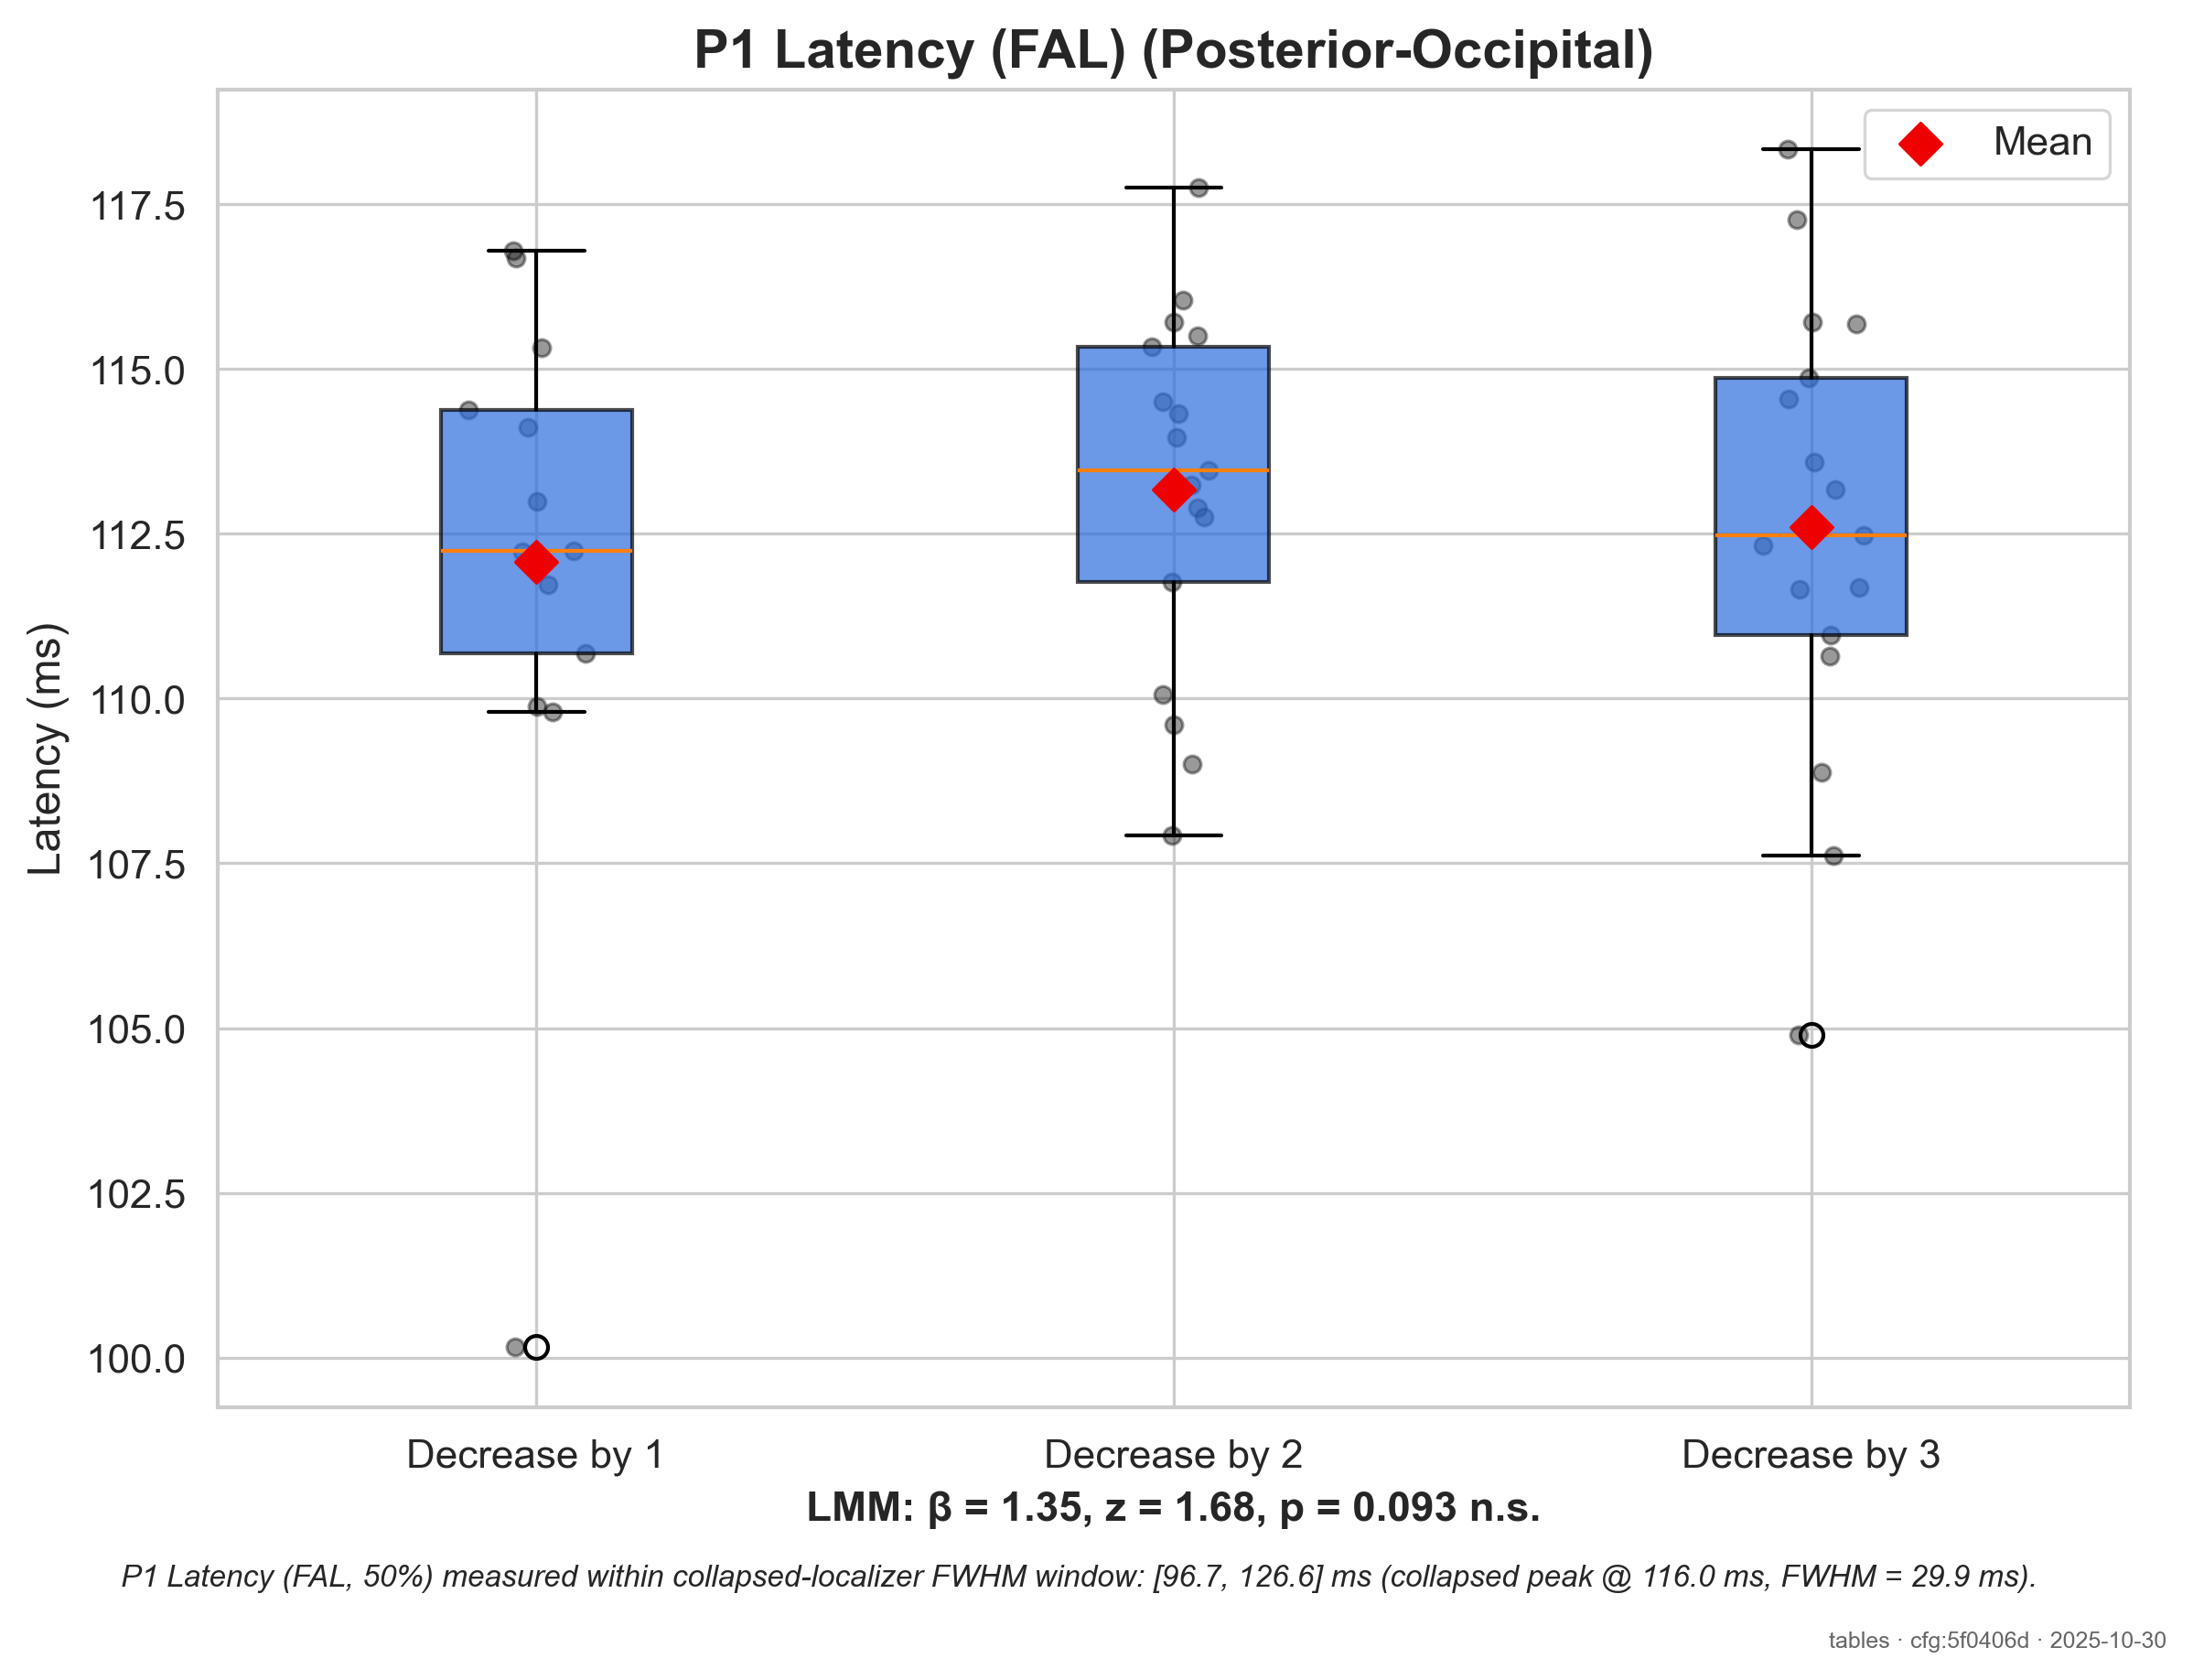 P1 Latency (FAL) (Posterior-Occipital)
Mean
Latency (ms)
117.5
115.0
112.5
110.0
107.5
105.0
102.5
100.0
Decrease by 1
Decrease by 2
Decrease by 3
LMM: β = 1.35, z = 1.68, p = 0.093 n.s.
P1 Latency (FAL, 50%) measured within collapsed-localizer FWHM window: [96.7, 126.6] ms (collapsed peak @ 116.0 ms, FWHM = 29.9 ms).
tables · cfg:5f0406d · 2025-10-30